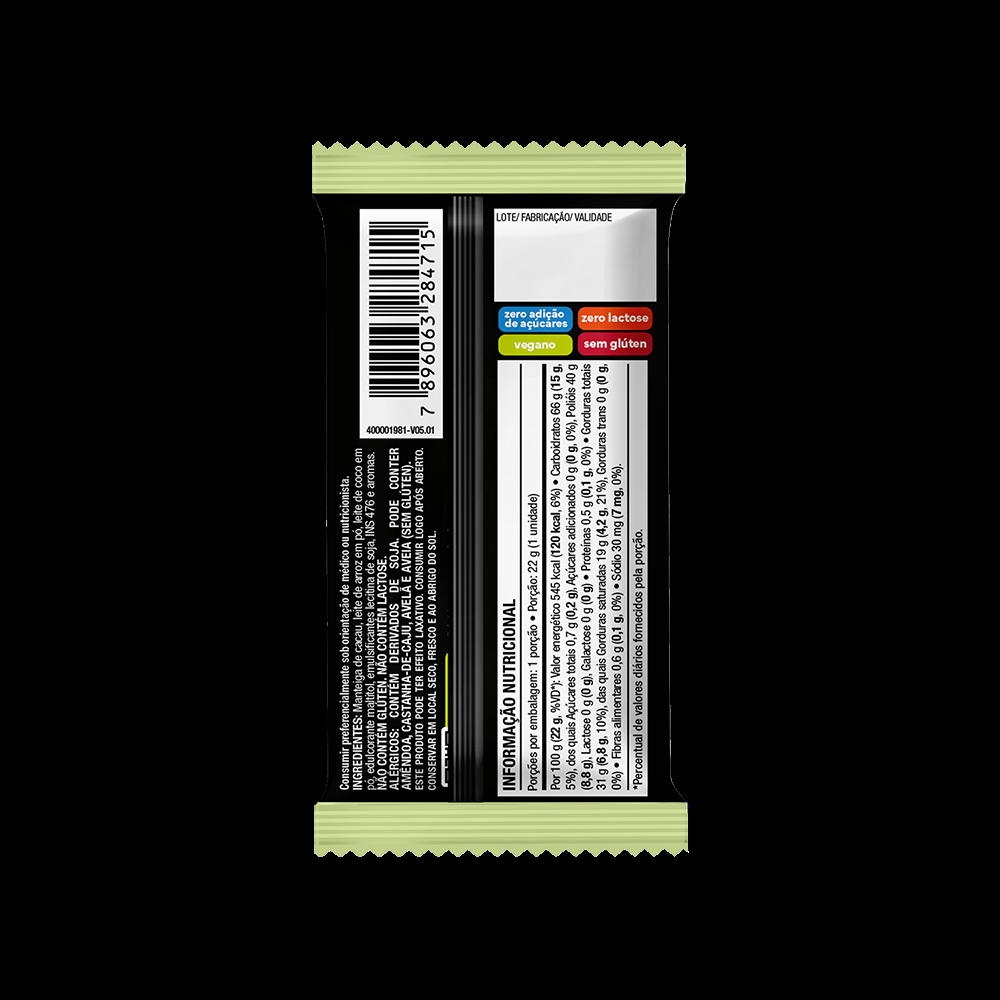 Consumir preferencialmente sob orientação de médico ou nutricionista.
INGREDIENTES: Manteiga de cacau, leite de arroz em pó, leite de coco em
pó, edulcorante maltitol, emulsificantes lecitina de soja, INS 476 e aromas.
NÃO CONTÉM GLÚTEN. NÃO CONTÉM LACTOSE.
ALÉRGICOS: CONTÉM DERIVADOS DE SOJA. PODE CONTER
AMÊNDOA, CASTANHA-DE-CAJU, AVELÃ E AVEIA (SEM GLÚTEN).
ESTE PRODUTO PODE TER EFEITO LAXATIVO. CONSUMIR LOGO APÓS ABERTO.
CONSERVAR EM LOCAL SECO, FRESCO E AO ABRIGO DO SOL.
7 896063 284715
400001981-V05.01
LOTE/ FABRICAÇÃO/ VALIDADE
zero adição
de açúcares
zero lactose
vegano
sem glúten
INFORMAÇÃO NUTRICIONAL
Porções por embalagem: 1 porção • Porção: 22 g (1 unidade)
Por 100 g (22 g, %VD*): Valor energético 545 kcal (120 kcal, 6%) • Carboidratos 66 g (15 g,
5%), dos quais Açúcares totais 0,7 g (0,2 g), Açúcares adicionados 0 g (0 g, 0%), Polióis 40 g
(8,8 g), Lactose 0 g (0 g), Galactose 0 g (0 g) • Proteínas 0,5 g (0,1 g, 0%) • Gorduras totais
31 g (6,8 g, 10%), das quais Gorduras saturadas 19 g (4,2 g, 21%), Gorduras trans 0 g (0 g,
0%) • Fibras alimentares 0,6 g (0,1 g, 0%) • Sódio 30 mg (7 mg, 0%).
*Percentual de valores diários fornecidos pela porção.